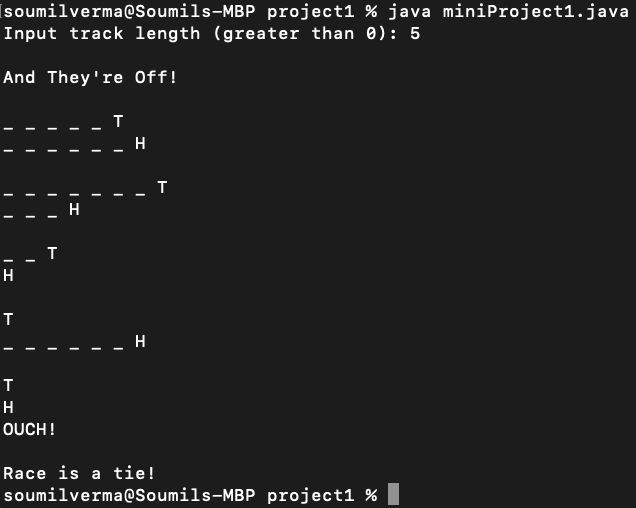 soumilverma@Soumils-MBP project1 % java miniProject1.java
Input track length (greater than 0): 5
And They're Off!
_ _ _ _ _ T
_ _ _ _ _ _ H
_ _ _ _ _ _ _ T
_ _ _ H
_ _ T
H
T
_ _ _ _ _ _ H
T
H
OUCH!
Race is a tie!
soumilverma@Soumils-MBP project1 %